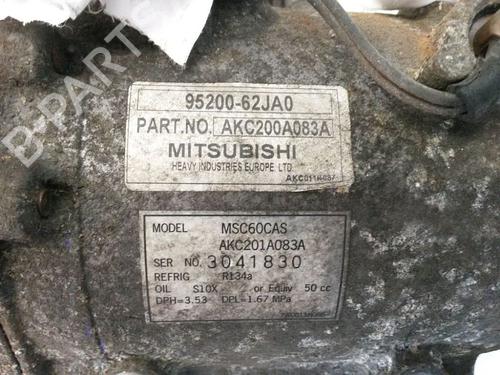 95200-62JA0
PART.NO. AKC200A083A
MITSUBISHI
HEAVY INDUSTRIES EUROPE LTD.
MODEL MSC60CAS
AKC201A083A
SER NO. 3041830
REFRIG R134a
OIL S10X or Equiv 50 cc
DPH=3.53 DPL=1.67 MPa